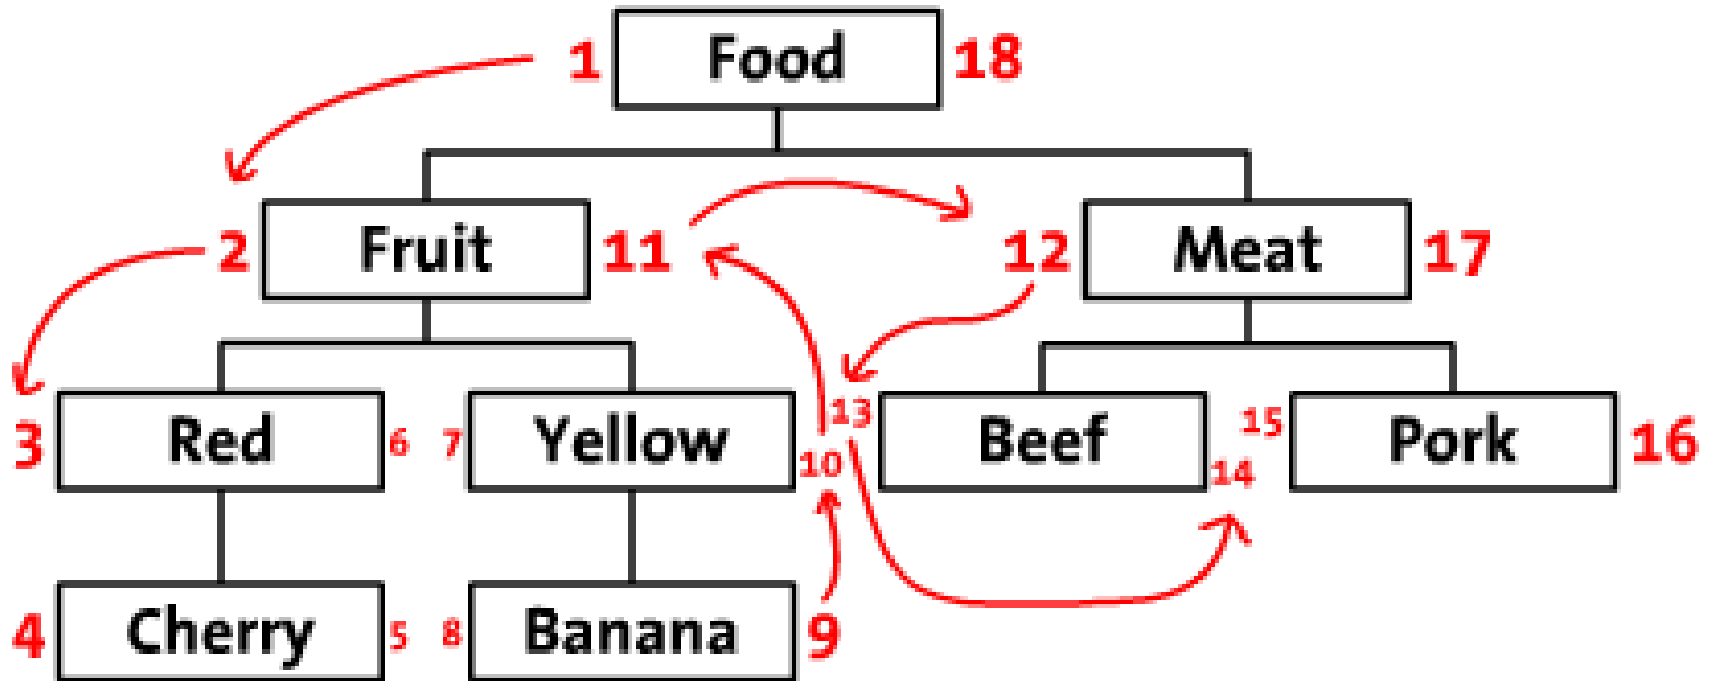 1 Food 18
2 Fruit 11 12 Meat 17
3 Red 6 7 Yellow 10 13 Beef 14 15 Pork 16
4 Cherry 5 8 Banana 9